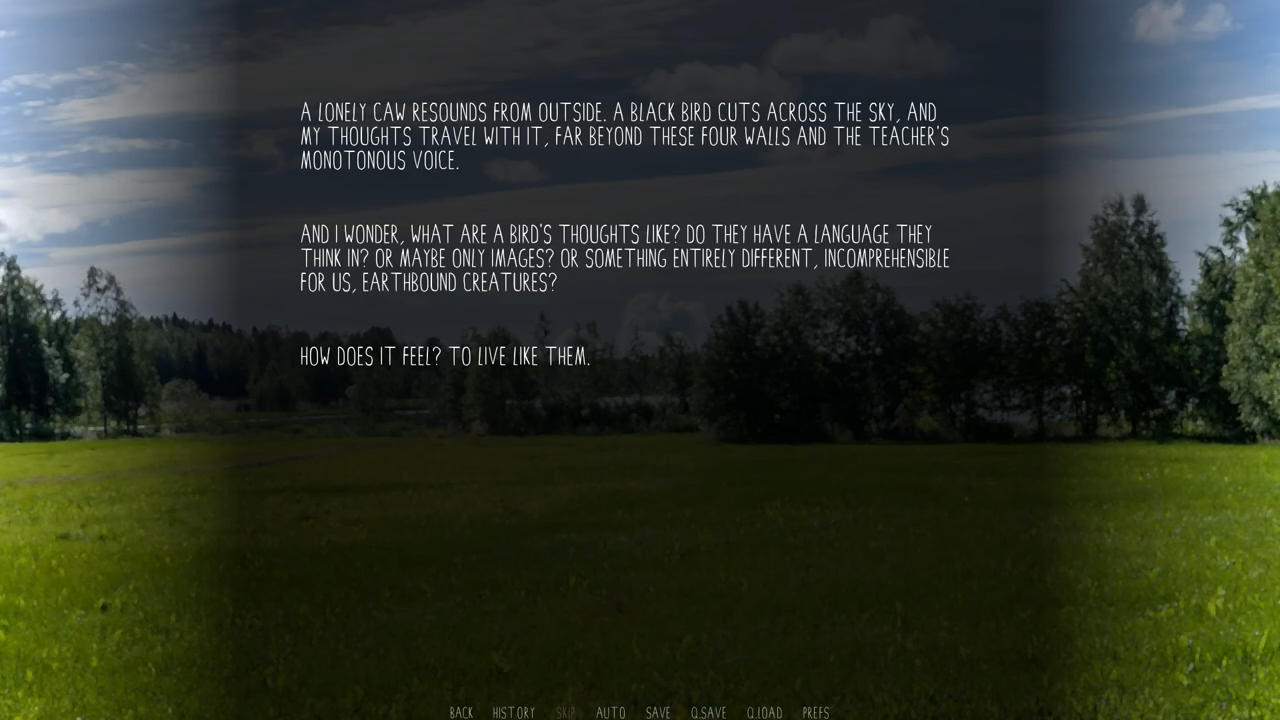 A LONELY CAW RESOUNDS FROM OUTSIDE. A BLACK BIRD CUTS ACROSS THE SKY, AND
MY THOUGHTS TRAVEL WITH IT, FAR BEYOND THESE FOUR WALLS AND THE TEACHER'S
MONOTONOUS VOICE.
AND I WONDER, WHAT ARE A BIRD'S THOUGHTS LIKE? DO THEY HAVE A LANGUAGE THEY
THINK IN? OR MAYBE ONLY IMAGES? OR SOMETHING ENTIRELY DIFFERENT, INCOMPREHENSIBLE
FOR US, EARTHBOUND CREATURES?
HOW DOES IT FEEL? TO LIVE LIKE THEM.
BACK HISTORY SKIP AUTO SAVE Q.SAVE Q.LOAD PREFS